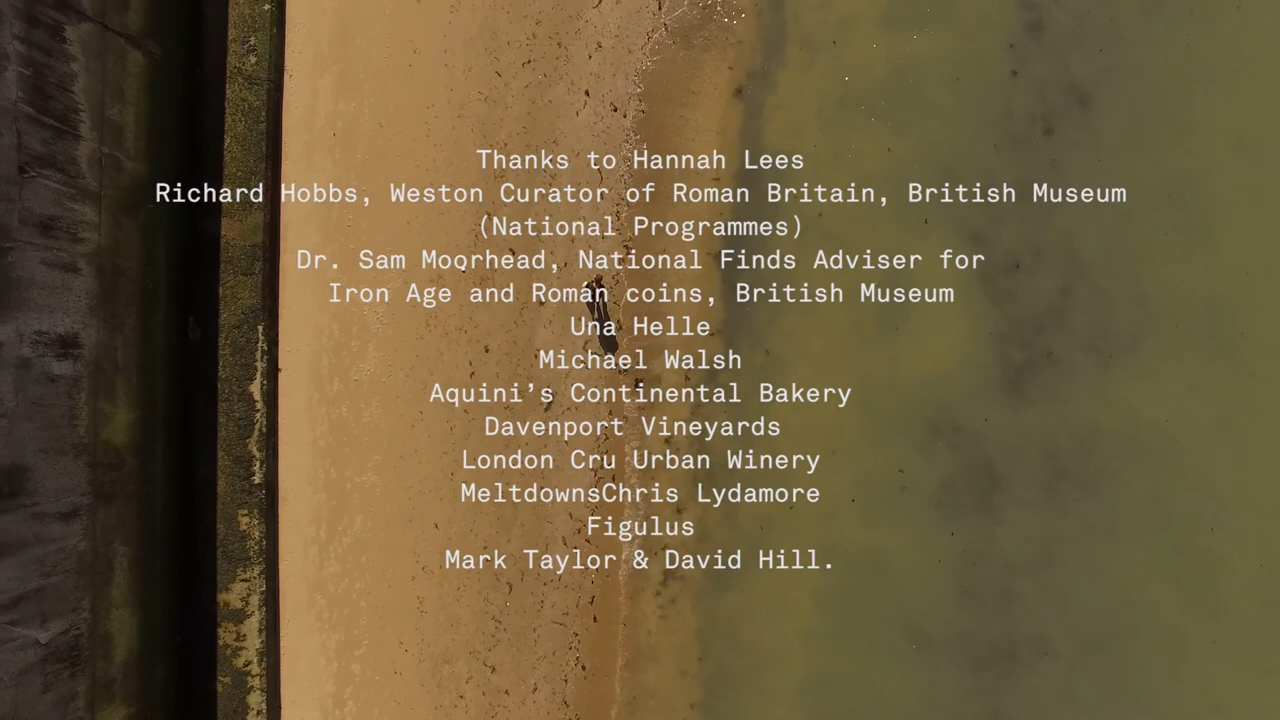 Thanks to Hannah Lees
Richard Hobbs, Weston Curator of Roman Britain, British Museum
(National Programmes)
Dr. Sam Moorhead, National Finds Adviser for
Iron Age and Roman coins, British Museum
Una Helle
Michael Walsh
Aquini’s Continental Bakery
Davenport Vineyards
London Cru Urban Winery
MeltdownsChris Lydamore
Figulus
Mark Taylor & David Hill.